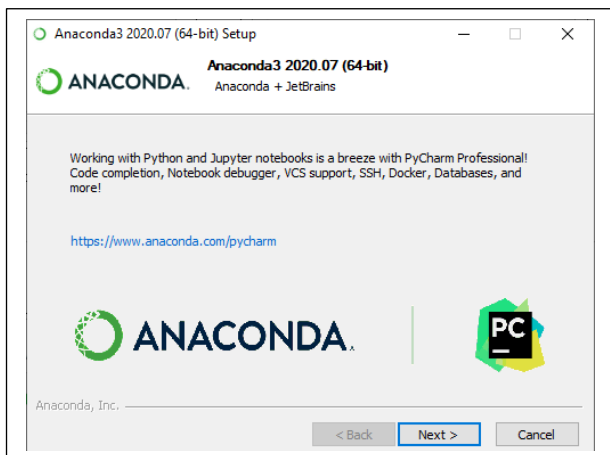 Anaconda3 2020.07 (64-bit) Setup
Anaconda3 2020.07 (64-bit)
ANACONDA.
Anaconda + JetBrains
Working with Python and Jupyter notebooks is a breeze with PyCharm Professional!
Code completion, Notebook debugger, VCS support, SSH, Docker, Databases, and
more!
https://www.anaconda.com/pycharm
ANACONDA.
PC
Anaconda, Inc.
< Back
Next >
Cancel